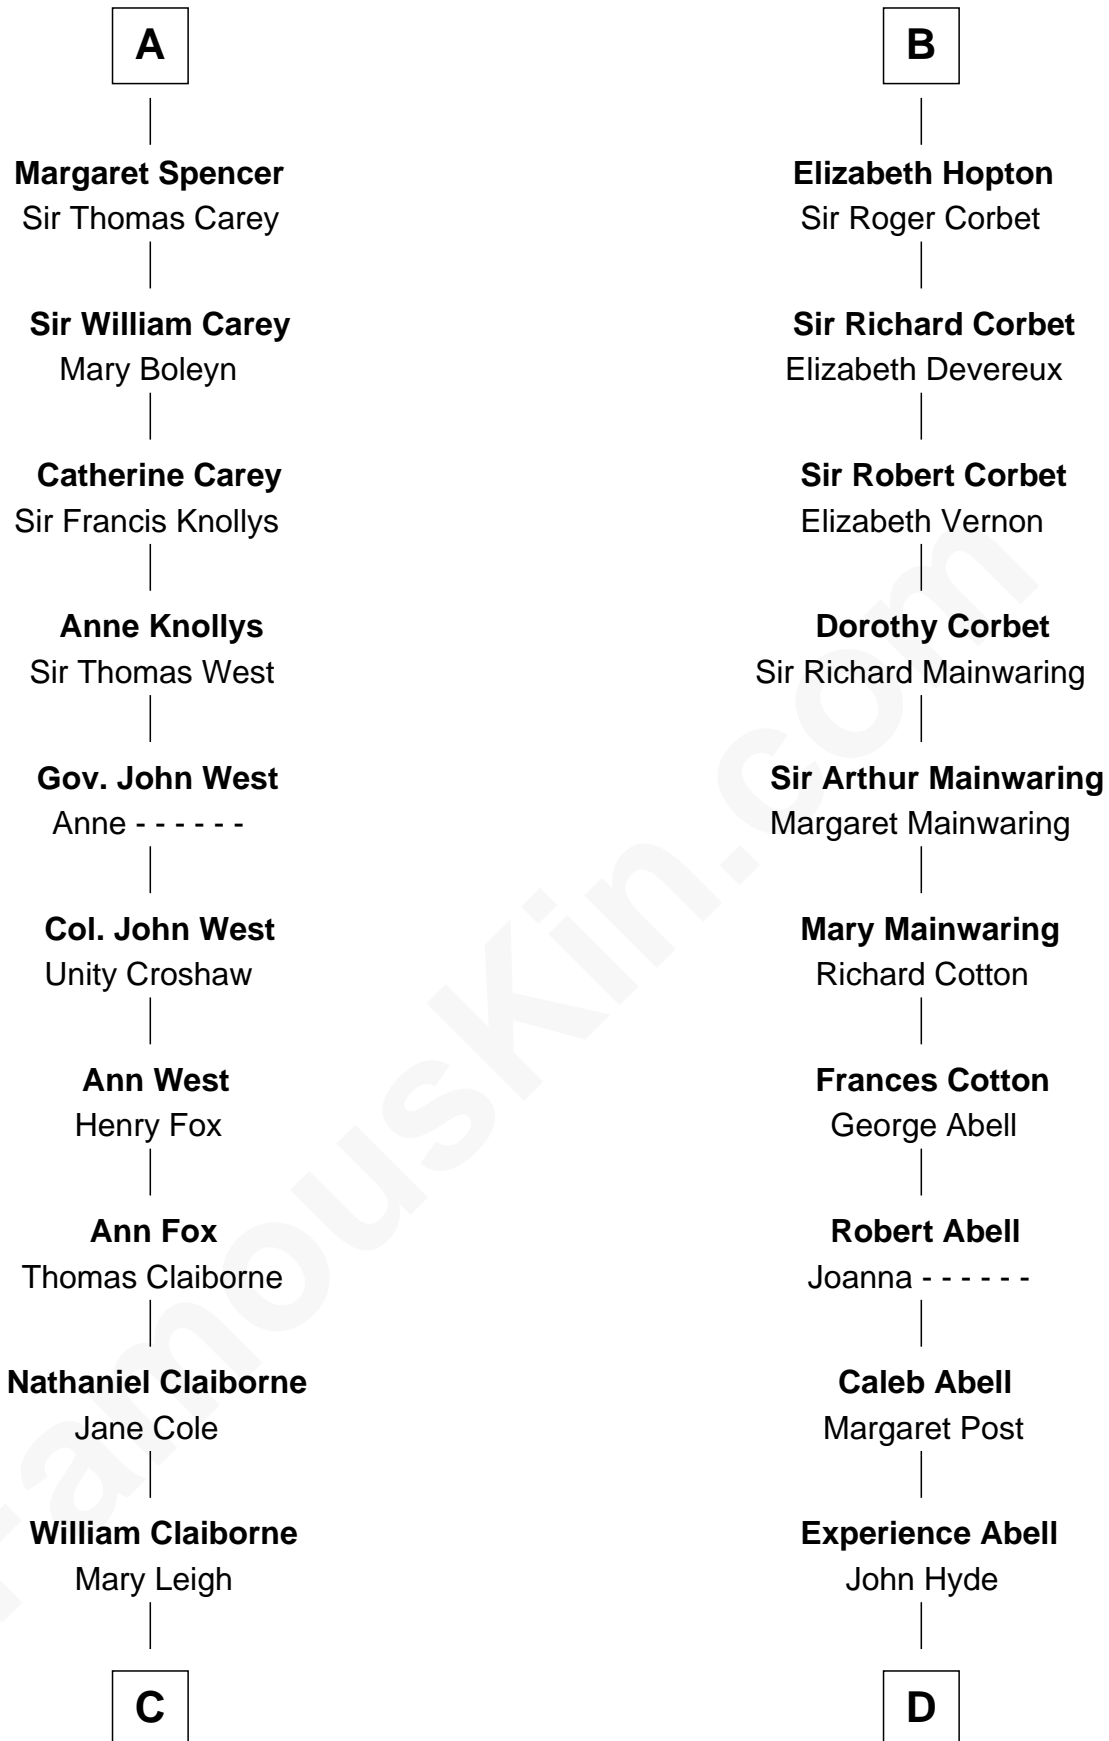 A
Margaret Spencer
Sir Thomas Carey
Sir William Carey
Mary Boleyn
Catherine Carey
Sir Francis Knollys
Anne Knollys
Sir Thomas West
Gov. John West
Anne - - - - - -
Col. John West
Unity Croshaw
Ann West
Henry Fox
Ann Fox
Thomas Claiborne
Nathaniel Claiborne
Jane Cole
William Claiborne
Mary Leigh
C
B
Elizabeth Hopton
Sir Roger Corbet
Sir Richard Corbet
Elizabeth Devereux
Sir Robert Corbet
Elizabeth Vernon
Dorothy Corbet
Sir Richard Mainwaring
Sir Arthur Mainwaring
Margaret Mainwaring
Mary Mainwaring
Richard Cotton
Frances Cotton
George Abell
Robert Abell
Joanna - - - - - -
Caleb Abell
Margaret Post
Experience Abell
John Hyde
D
FamousKin.com